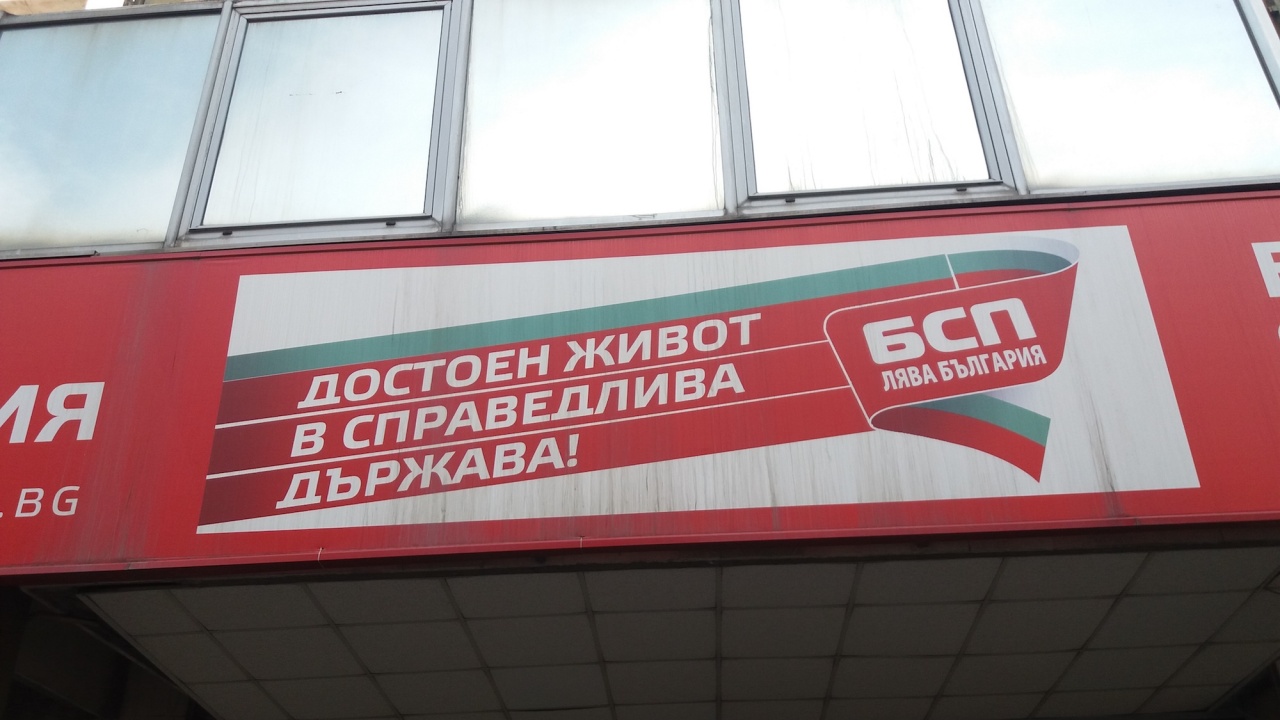 ИЯ
.BG
ДОСТОЕН ЖИВОТ
В СПРАВЕДЛИВА
ДЪРЖАВА!
БСП
ЛЯВА БЪЛГАРИЯ